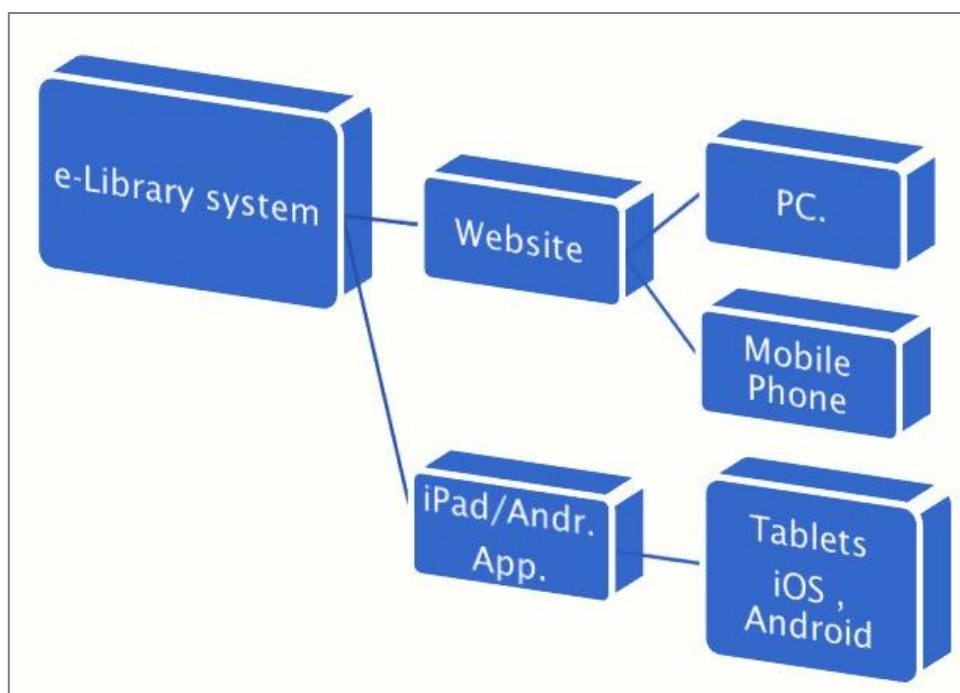 e-Library system
Website
PC.
Mobile
Phone
iPad/Andr.
App.
Tablets
iOS ,
Android